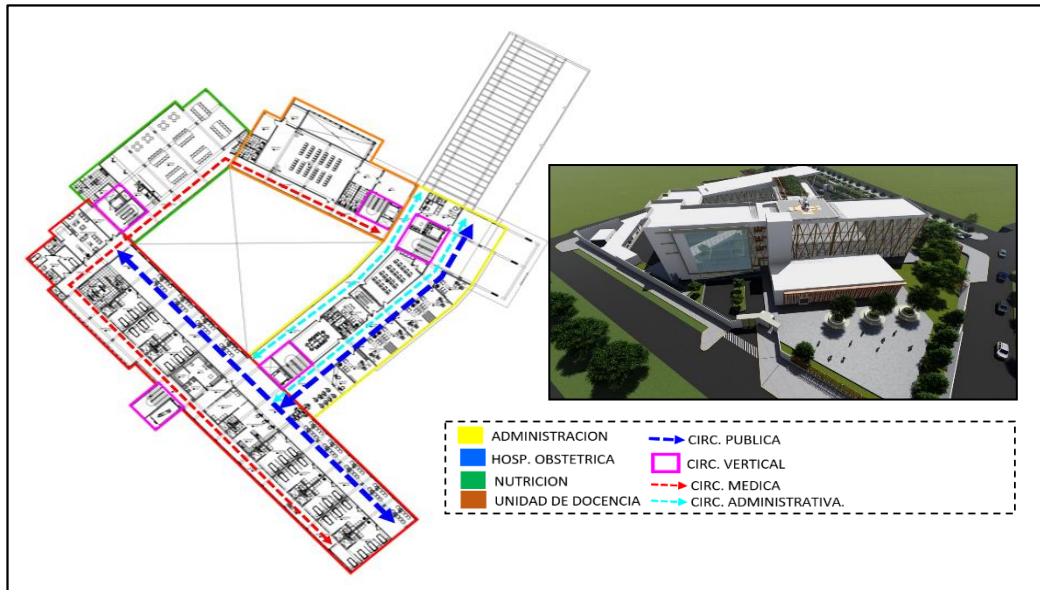 ADMINISTRACION
HOSP. OBSTETRICA
NUTRICION
UNIDAD DE DOCENCIA
CIRC. PUBLICA
CIRC. VERTICAL
CIRC. MEDICA
CIRC. ADMINISTRATIVA.